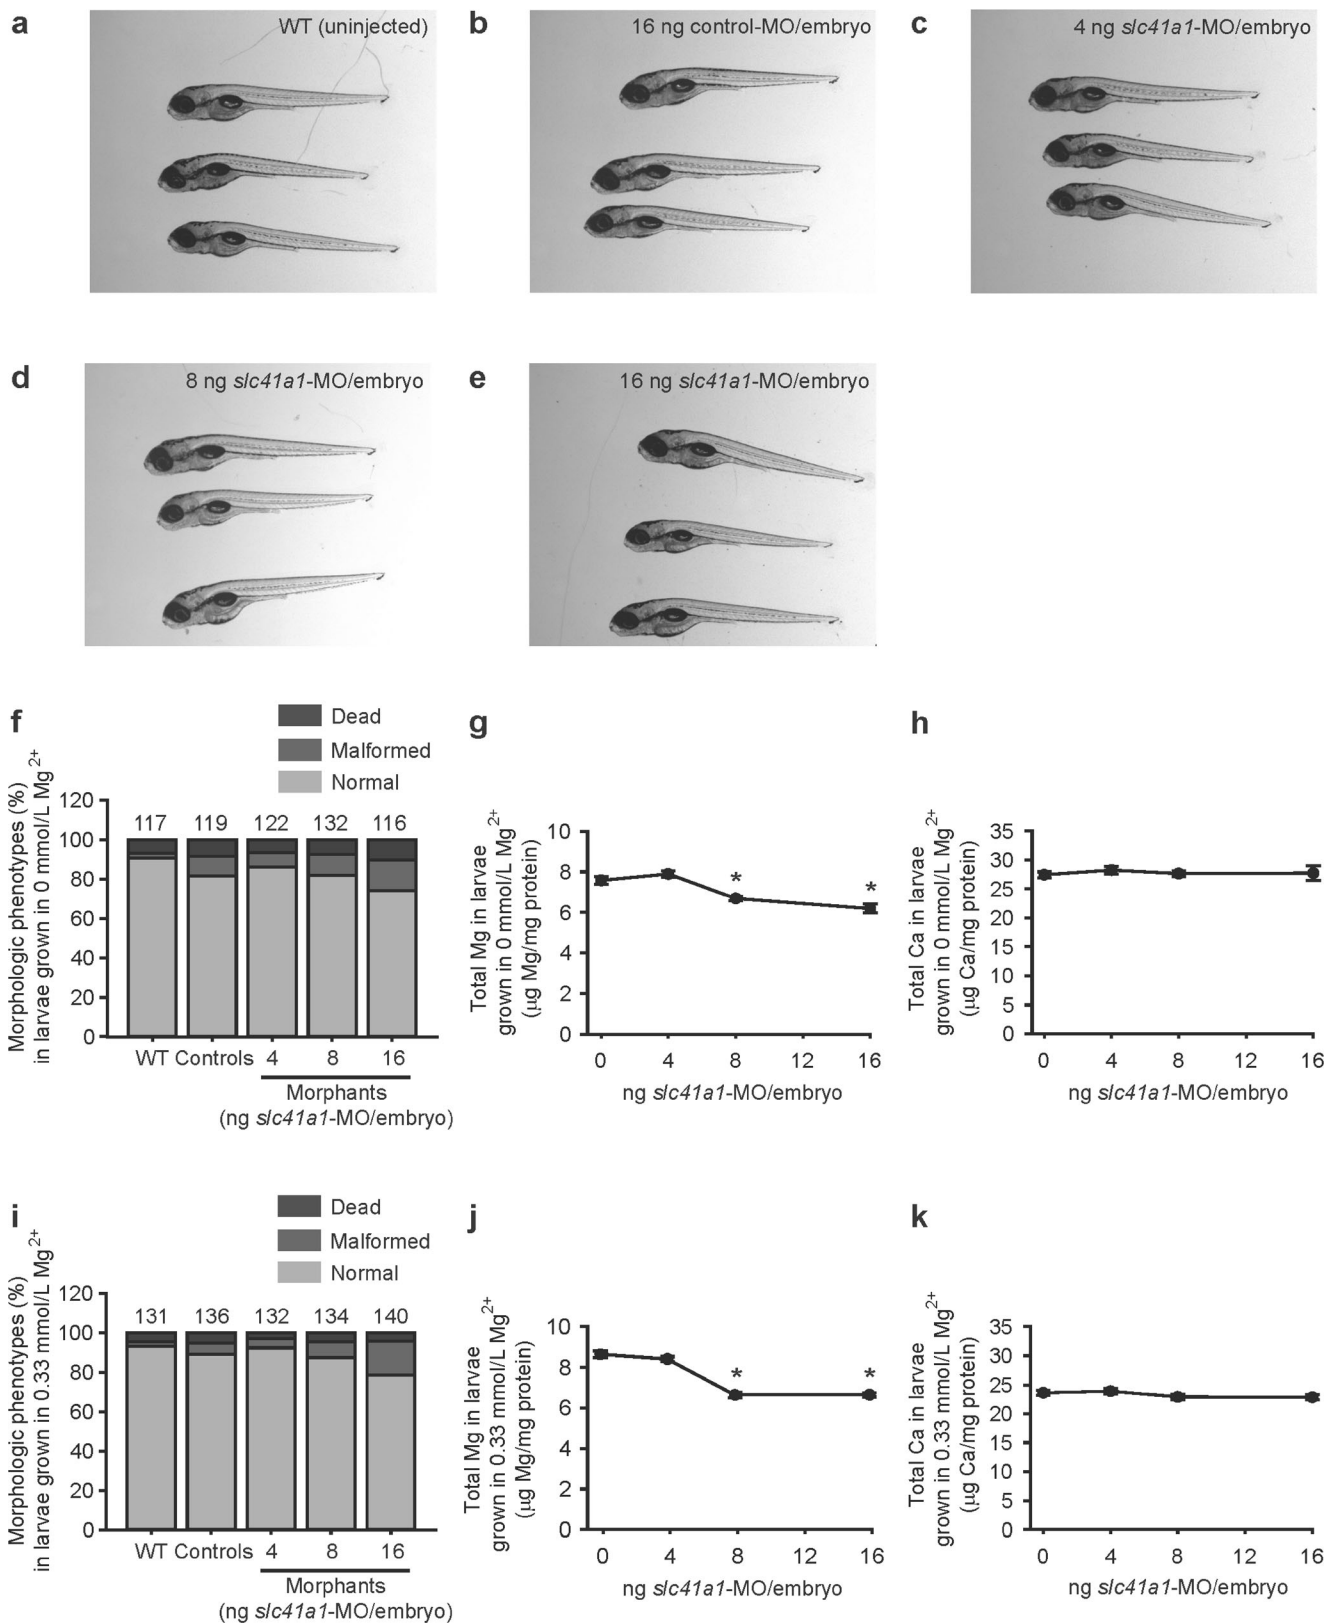 a
WT (uninjected)
b
16 ng control-MO/embryo
c
4 ng slc41a1-MO/embryo
d
8 ng slc41a1-MO/embryo
e
16 ng slc41a1-MO/embryo
f
Dead
Malformed
Normal
Morphologic phenotypes (%)
in larvae grown in 0 mmol/L Mg²⁺
120
100
80
60
40
20
0
117 119 122 132 116
WT Controls 4 8 16
Morphants
(ng slc41a1-MO/embryo)
g
Total Mg in larvae
grown in 0 mmol/L Mg²⁺
(µg Mg/mg protein)
10
8
6
4
2
0
* *
0 4 8 12 16
ng slc41a1-MO/embryo
h
Total Ca in larvae
grown in 0 mmol/L Mg²⁺
(µg Ca/mg protein)
35
30
25
20
15
10
5
0
0 4 8 12 16
ng slc41a1-MO/embryo
i
Dead
Malformed
Normal
Morphologic phenotypes (%)
in larvae grown in 0.33 mmol/L Mg²⁺
120
100
80
60
40
20
0
131 136 132 134 140
WT Controls 4 8 16
Morphants
(ng slc41a1-MO/embryo)
j
Total Mg in larvae
grown in 0.33 mmol/L Mg²⁺
(µg Mg/mg protein)
10
8
6
4
2
0
* *
0 4 8 12 16
ng slc41a1-MO/embryo
k
Total Ca in larvae
grown in 0.33 mmol/L Mg²⁺
(µg Ca/mg protein)
35
30
25
20
15
10
5
0
0 4 8 12 16
ng slc41a1-MO/embryo